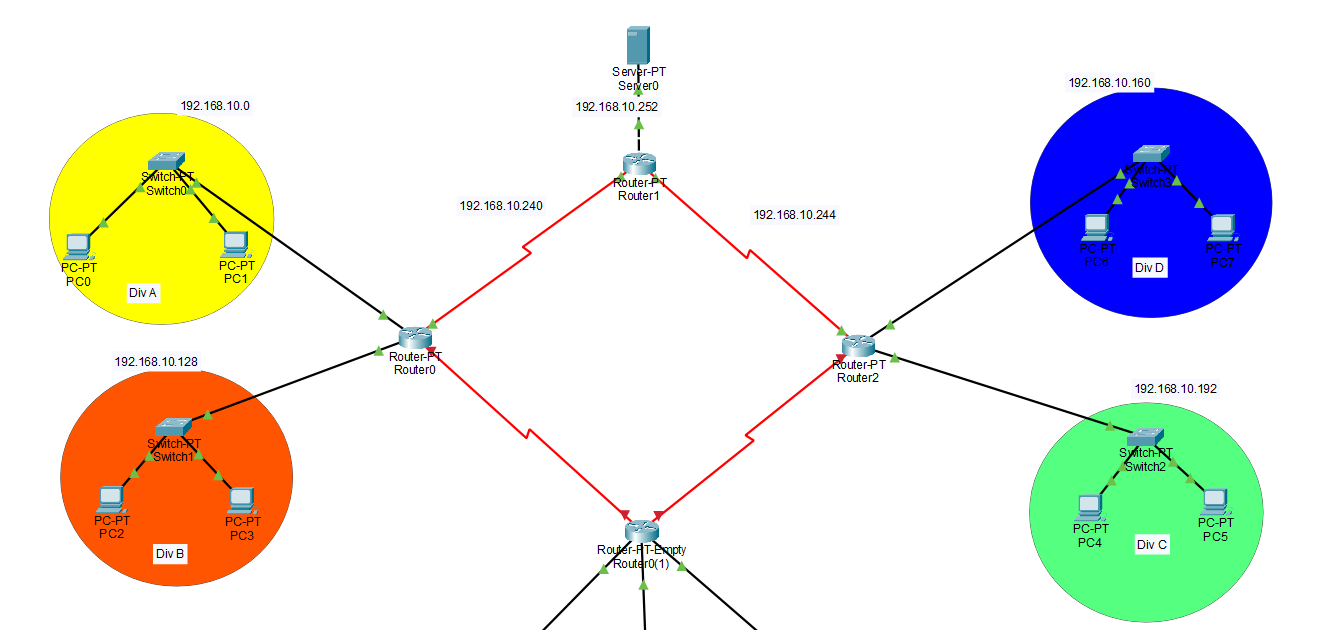 Server-PT
Server0
192.168.10.252
192.168.10.0
192.168.10.160
Switch-PT
Switch0
Router-PT
Router1
Switch-PT
Switch3
192.168.10.240
192.168.10.244
PC-PT
PC0
PC-PT
PC1
Div A
PC-PT
PC6
PC-PT
PC7
Div D
192.168.10.128
Router-PT
Router0
Router-PT
Router2
192.168.10.192
Switch-PT
Switch1
Switch-PT
Switch2
PC-PT
PC2
PC-PT
PC3
Div B
PC-PT
PC4
PC-PT
PC5
Div C
Router-PT-Empty
Router0(1)